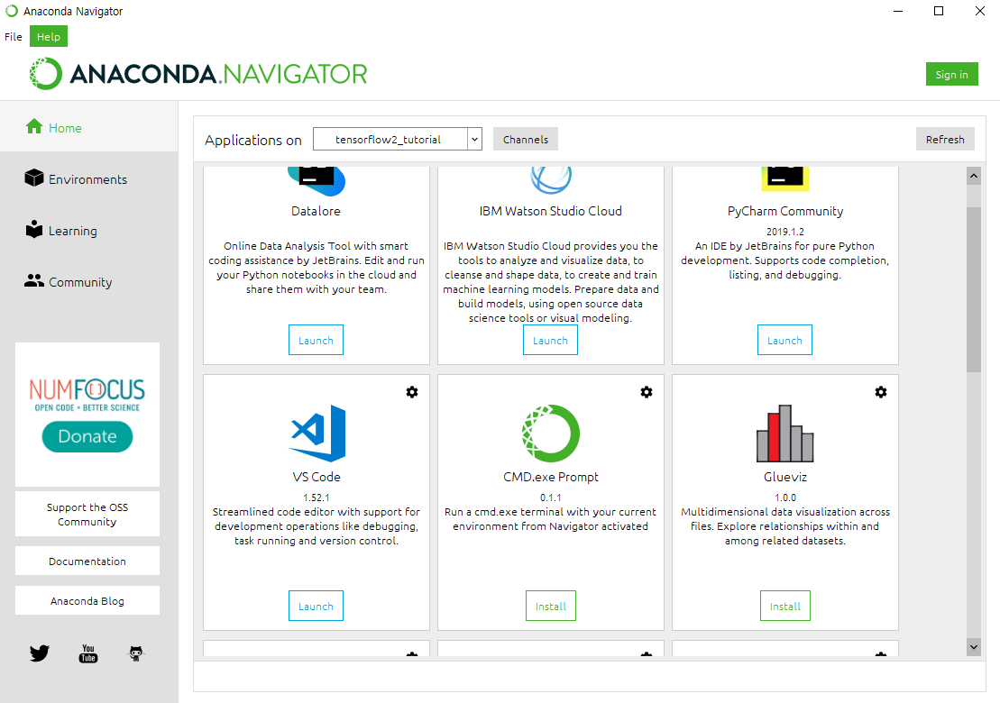 Anaconda Navigator
File Help
ANACONDA.NAVIGATOR
Sign in
Home
Environments
Learning
Community
NUMFOCUS
OPEN CODE = BETTER SCIENCE
Donate
Support the OSS
Community
Documentation
Anaconda Blog
You
Tube
Applications on
tensorflow2_tutorial
Channels
Refresh
Datalore
Online Data Analysis Tool with smart
coding assistance by JetBrains. Edit and run
your Python notebooks in the cloud and
share them with your team.
Launch
IBM Watson Studio Cloud
IBM Watson Studio Cloud provides you the
tools to analyze and visualize data, to
cleanse and shape data, to create and train
machine learning models. Prepare data and
build models, using open source data
science tools or visual modeling.
Launch
PyCharm Community
2019.1.2
An IDE by JetBrains for pure Python
development. Supports code completion,
listing, and debugging.
Launch
VS Code
1.52.1
Streamlined code editor with support for
development operations like debugging,
task running and version control.
Launch
CMD.exe Prompt
0.1.1
Run a cmd.exe terminal with your current
environment from Navigator activated
Install
Glueviz
1.0.0
Multidimensional data visualization across
files. Explore relationships within and
among related datasets.
Install